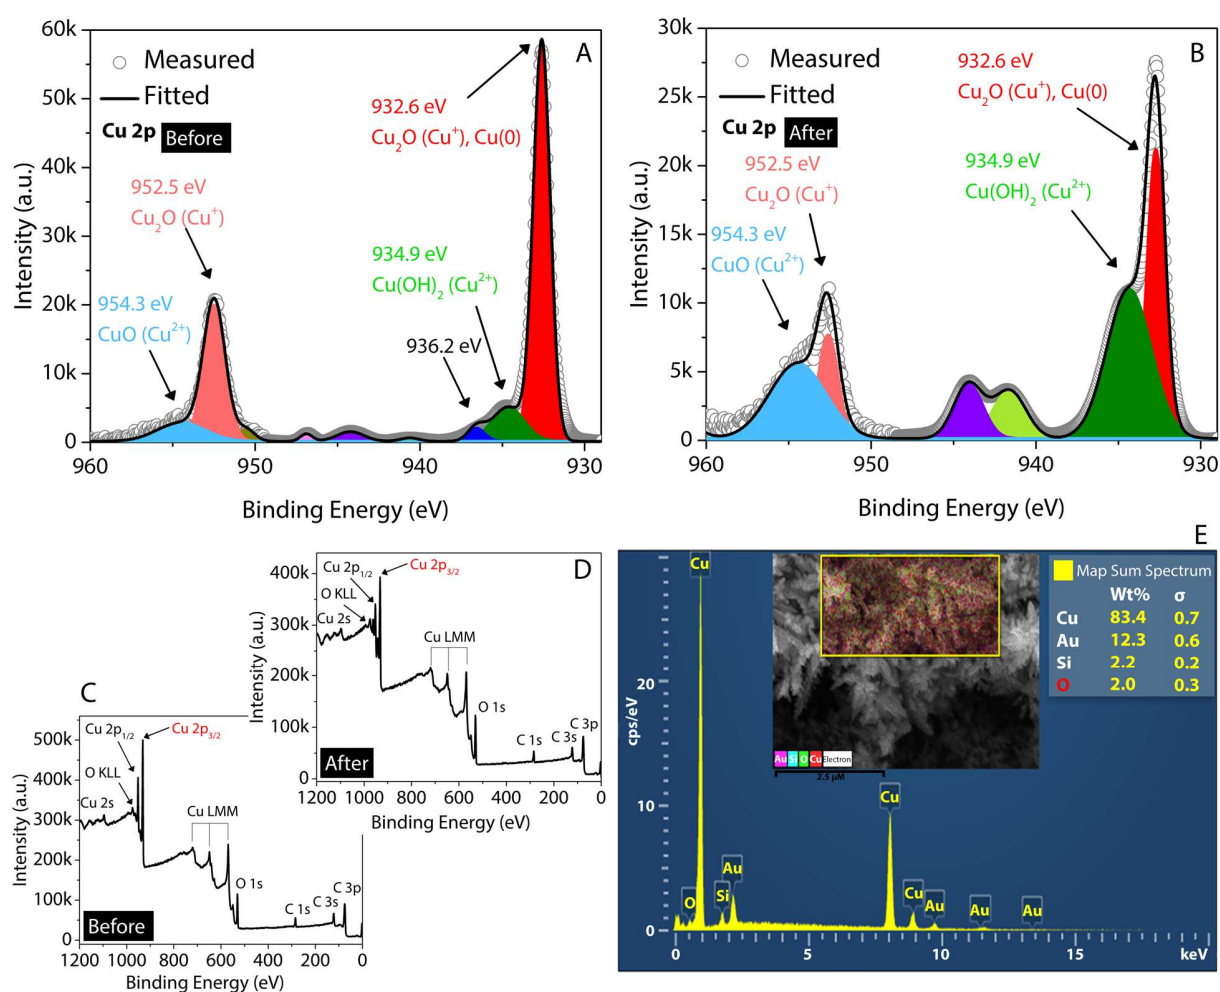 A
60k
50k
40k
30k
20k
10k
0
Intensity (a.u.)
Measured
Fitted
Cu 2p Before
932.6 eV
Cu2O (Cu+), Cu(0)
952.5 eV
Cu2O (Cu+)
934.9 eV
Cu(OH)2 (Cu2+)
954.3 eV
CuO (Cu2+)
936.2 eV
960 950 940 930
Binding Energy (eV)
B
30k
25k
20k
15k
10k
5k
0
Intensity (a.u.)
Measured
Fitted
Cu 2p After
932.6 eV
Cu2O (Cu+), Cu(0)
952.5 eV
Cu2O (Cu+)
934.9 eV
Cu(OH)2 (Cu2+)
954.3 eV
CuO (Cu2+)
960 950 940 930
Binding Energy (eV)
C
500k
400k
300k
200k
100k
0
Intensity (a.u.)
Cu 2p1/2
Cu 2p3/2
O KLL
Cu 2s
Cu LMM
O 1s
C 1s
C 3s
C 3p
Before
1200 1000 800 600 400 200 0
Binding Energy (eV)
D
400k
300k
200k
100k
0
Intensity (a.u.)
Cu 2p1/2
Cu 2p3/2
O KLL
Cu 2s
Cu LMM
O 1s
C 1s
C 3s
C 3p
After
1200 1000 800 600 400 200 0
Binding Energy (eV)
E
Map Sum Spectrum
Wt% σ
Cu 83.4 0.7
Au 12.3 0.6
Si 2.2 0.2
O 2.0 0.3
cps/eV
20
10
0
Cu
O
Si
Au
Cu
Cu
Au
Au
Au
Au Si O Cu Electron
2.5 µM
0 5 10 15 keV